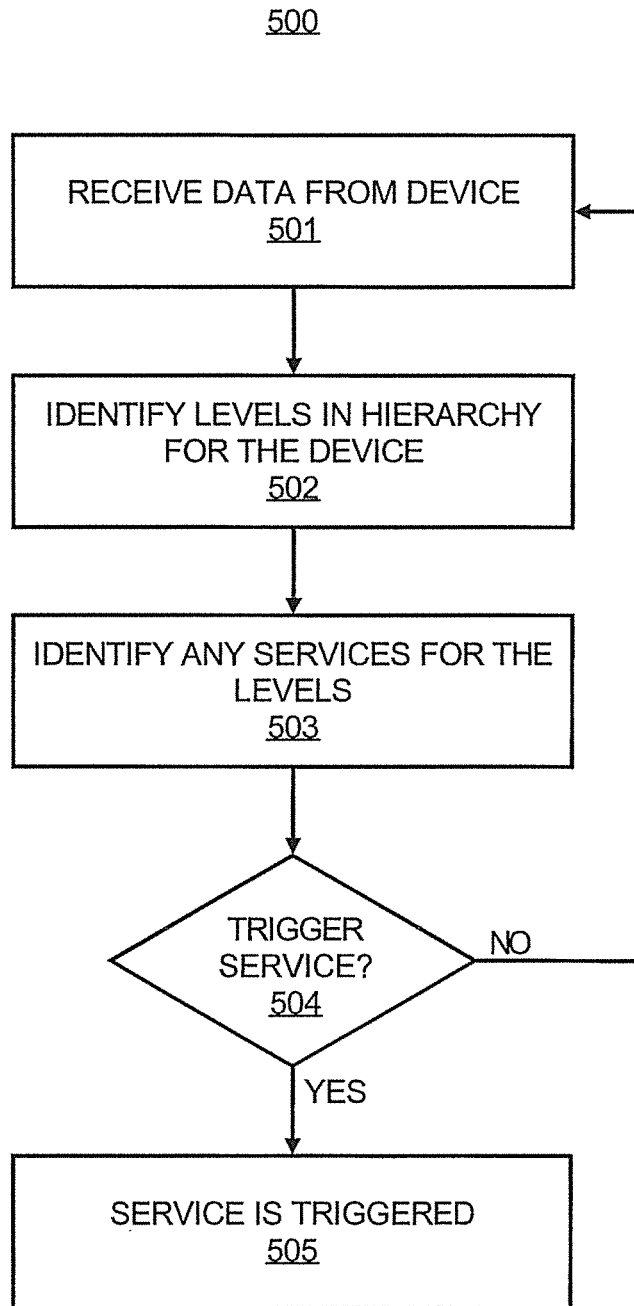 500
RECEIVE DATA FROM DEVICE
501
IDENTIFY LEVELS IN HIERARCHY
FOR THE DEVICE
502
IDENTIFY ANY SERVICES FOR THE
LEVELS
503
TRIGGER
SERVICE?
504
NO
YES
SERVICE IS TRIGGERED
505